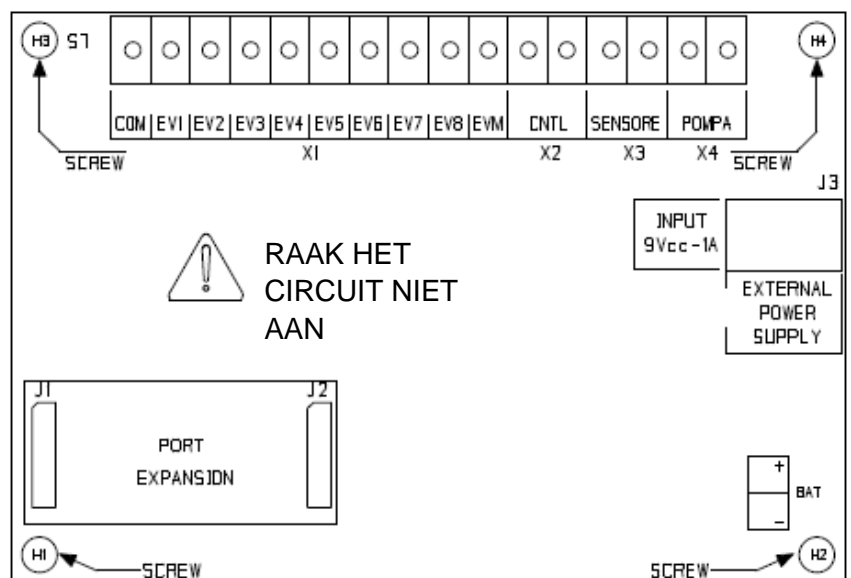 H3 L5 H4
COM EV1 EV2 EV3 EV4 EV5 EV6 EV7 EV8 EVM CNTL SENSORE POMPA
SCREW X1 X2 X3 X4 SCREW
J3
INPUT
9Vcc-1A
RAAK HET
CIRCUIT NIET
AAN
EXTERNAL
POWER
SUPPLY
J1 J2
PORT
EXPANSION
+
BAT
-
H1 SCREW SCREW H2